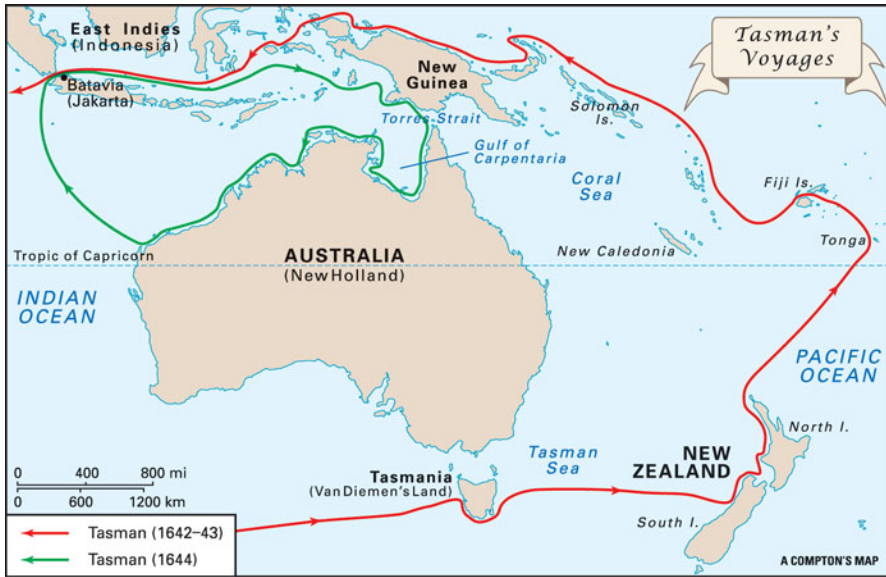 Tasman's
Voyages
East Indies
(Indonesia)
Batavia
(Jakarta)
New
Guinea
Solomon
Is.
Torres Strait
Gulf of
Carpentaria
Coral
Sea
Fiji Is.
Tonga
New Caledonia
Tropic of Capricorn
AUSTRALIA
(New Holland)
INDIAN
OCEAN
PACIFIC
OCEAN
North I.
NEW
ZEALAND
Tasman
Sea
Tasmania
(Van Diemen's Land)
South I.
0 400 800 mi
0 600 1200 km
Tasman (1642–43)
Tasman (1644)
A COMPTON'S MAP